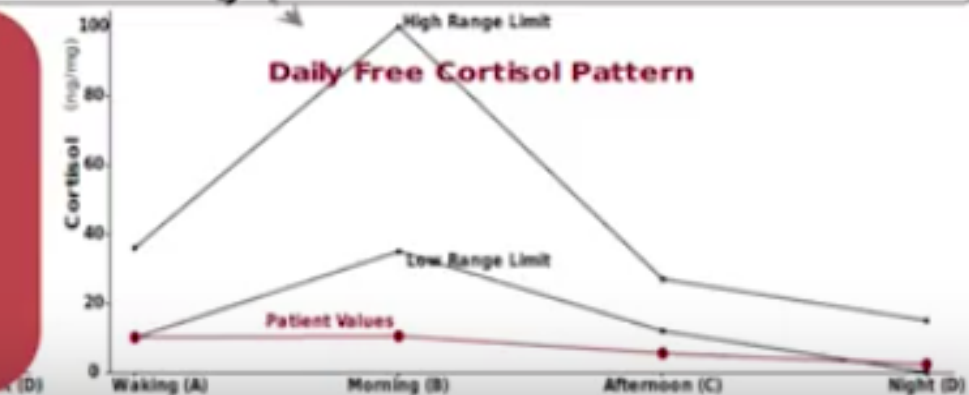 100
High Range Limit
Daily Free Cortisol Pattern
Cortisol (ng/mg)
80
60
40
Low Range Limit
20
Patient Values
0
(D)
Waking (A)
Morning (B)
Afternoon (C)
Night (D)